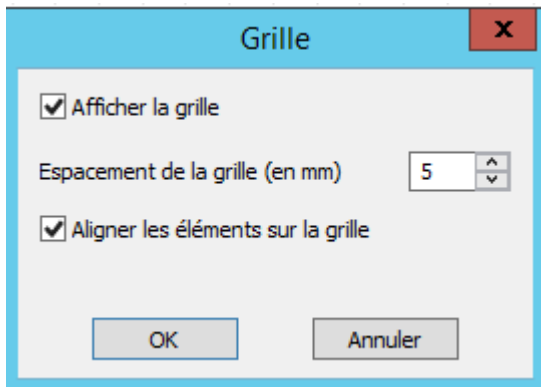 Grille
x
Afficher la grille
Espacement de la grille (en mm) 5
Aligner les éléments sur la grille
OK Annuler